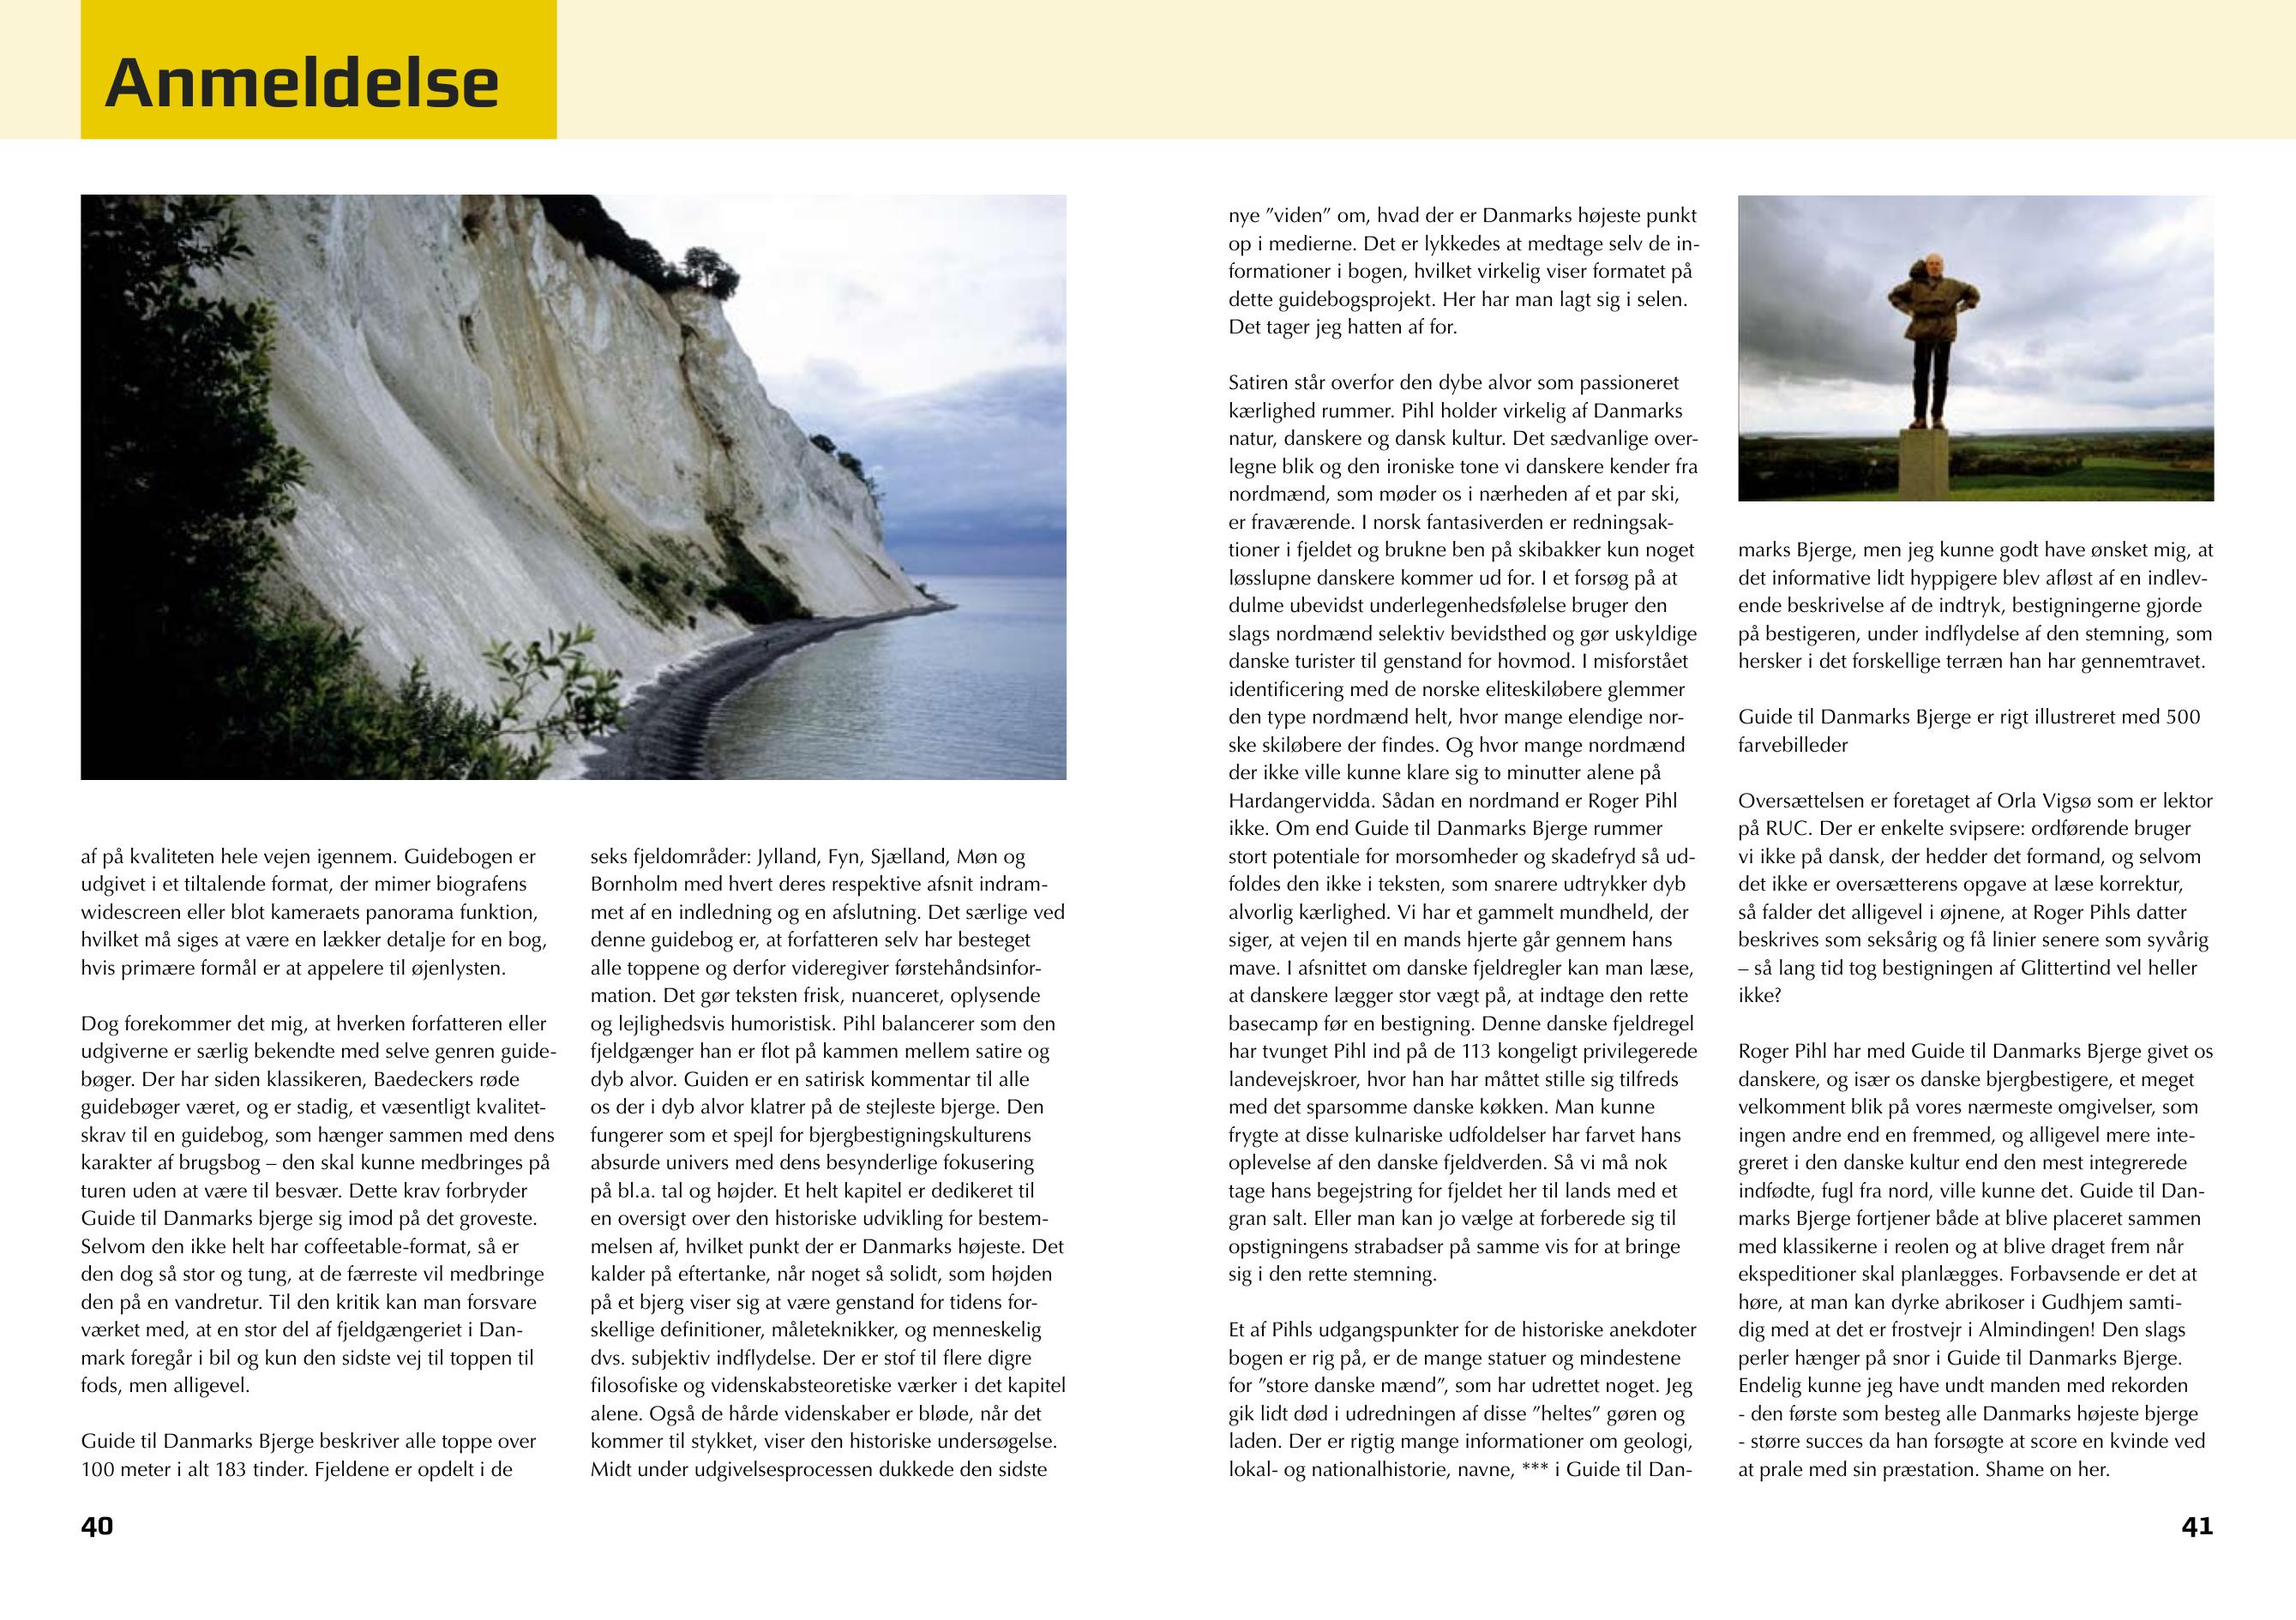 Anmeldelse
af på kvaliteten hele vejen igennem. Guidebogen er
udgivet i et tiltalende format, der mimer biografens
widescreen eller blot kameraets panorama funktion,
hvilket må siges at være en lækker detalje for en bog,
hvis primære formål er at appelere til øjenlysten.
Dog forekommer det mig, at hverken forfatteren eller
udgiverne er særlig bekendte med selve genren guide-
bøger. Der har siden klassikeren, Baedeckers røde
guidebøger været, og er stadig, et væsentligt kvalitet-
skrav til en guidebog, som hænger sammen med dens
karakter af brugsbog – den skal kunne medbringes på
turen uden at være til besvær. Dette krav forbryder
Guide til Danmarks bjerge sig imod på det groveste.
Selvom den ikke helt har coffeetable-format, så er
den dog så stor og tung, at de færreste vil medbringe
den på en vandretur. Til den kritik kan man forsvare
værket med, at en stor del af fjeldgængeriet i Dan-
mark foregår i bil og kun den sidste vej til toppen til
fods, men alligevel.
Guide til Danmarks Bjerge beskriver alle toppe over
100 meter i alt 183 tinder. Fjeldene er opdelt i de
seks fjeldområder: Jylland, Fyn, Sjælland, Møn og
Bornholm med hvert deres respektive afsnit indram-
met af en indledning og en afslutning. Det særlige ved
denne guidebog er, at forfatteren selv har besteget
alle toppene og derfor videregiver førstehåndsinfor-
mation. Det gør teksten frisk, nuanceret, oplysende
og lejlighedsvis humoristisk. Pihl balancerer som den
fjeldgænger han er flot på kammen mellem satire og
dyb alvor. Guiden er en satirisk kommentar til alle
os der i dyb alvor klatrer på de stejleste bjerge. Den
fungerer som et spejl for bjergbestigningskulturens
absurde univers med dens besynderlige fokusering
på bl.a. tal og højder. Et helt kapitel er dedikeret til
en oversigt over den historiske udvikling for bestem-
melsen af, hvilket punkt der er Danmarks højeste. Det
kalder på eftertanke, når noget så solidt, som højden
på et bjerg viser sig at være genstand for tidens for-
skellige definitioner, måleteknikker, og menneskelig
dvs. subjektiv indflydelse. Der er stof til flere digre
filosofiske og videnskabsteoretiske værker i det kapitel
alene. Også de hårde videnskaber er bløde, når det
kommer til stykket, viser den historiske undersøgelse.
Midt under udgivelsesprocessen dukkede den sidste
nye ”viden” om, hvad der er Danmarks højeste punkt
op i medierne. Det er lykkedes at medtage selv de in-
formationer i bogen, hvilket virkelig viser formatet på
dette guidebogsprojekt. Her har man lagt sig i selen.
Det tager jeg hatten af for.
Satiren står overfor den dybe alvor som passioneret
kærlighed rummer. Pihl holder virkelig af Danmarks
natur, danskere og dansk kultur. Det sædvanlige over-
legne blik og den ironiske tone vi danskere kender fra
nordmænd, som møder os i nærheden af et par ski,
er fraværende. I norsk fantasiverden er redningsak-
tioner i fjeldet og brukne ben på skibakker kun noget
løsslupne danskere kommer ud for. I et forsøg på at
dulme ubevidst underlegenhedsfølelse bruger den
slags nordmænd selektiv bevidsthed og gør uskyldige
danske turister til genstand for hovmod. I misforstået
identificering med de norske eliteskiløbere glemmer
den type nordmænd helt, hvor mange elendige nor-
ske skiløbere der findes. Og hvor mange nordmænd
der ikke ville kunne klare sig to minutter alene på
Hardangervidda. Sådan en nordmand er Roger Pihl
ikke. Om end Guide til Danmarks Bjerge rummer
stort potentiale for morsomheder og skadefryd så ud-
foldes den ikke i teksten, som snarere udtrykker dyb
alvorlig kærlighed. Vi har et gammelt mundheld, der
siger, at vejen til en mands hjerte går gennem hans
mave. I afsnittet om danske fjeldregler kan man læse,
at danskere lægger stor vægt på, at indtage den rette
basecamp før en bestigning. Denne danske fjeldregel
har tvunget Pihl ind på de 113 kongeligt privilegerede
landevejskroer, hvor han har måttet stille sig tilfreds
med det sparsomme danske køkken. Man kunne
frygte at disse kulnariske udfoldelser har farvet hans
oplevelse af den danske fjeldverden. Så vi må nok
tage hans begejstring for fjeldet her til lands med et
gran salt. Eller man kan jo vælge at forberede sig til
opstigningens strabadser på samme vis for at bringe
sig i den rette stemning.
Et af Pihls udgangspunkter for de historiske anekdoter
bogen er rig på, er de mange statuer og mindestene
for ”store danske mænd”, som har udrettet noget. Jeg
gik lidt død i udredningen af disse ”heltes” gøren og
laden. Der er rigtig mange informationer om geologi,
lokal- og nationalhistorie, navne, *** i Guide til Dan-
marks Bjerge, men jeg kunne godt have ønsket mig, at
det informative lidt hyppigere blev afløst af en indlev-
ende beskrivelse af de indtryk, bestigningerne gjorde
på bestigeren, under indflydelse af den stemning, som
hersker i det forskellige terræn han har gennemtravet.
Guide til Danmarks Bjerge er rigt illustreret med 500
farvebilleder
Oversættelsen er foretaget af Orla Vigsø som er lektor
på RUC. Der er enkelte svipsere: ordførende bruger
vi ikke på dansk, der hedder det formand, og selvom
det ikke er oversætterens opgave at læse korrektur,
så falder det alligevel i øjnene, at Roger Pihls datter
beskrives som seksårig og få linier senere som syvårig
– så lang tid tog bestigningen af Glittertind vel heller
ikke?
Roger Pihl har med Guide til Danmarks Bjerge givet os
danskere, og især os danske bjergbestigere, et meget
velkomment blik på vores nærmeste omgivelser, som
ingen andre end en fremmed, og alligevel mere inte-
greret i den danske kultur end den mest integrerede
indfødte, fugl fra nord, ville kunne det. Guide til Dan-
marks Bjerge fortjener både at blive placeret sammen
med klassikerne i reolen og at blive draget frem når
ekspeditioner skal planlægges. Forbavsende er det at
høre, at man kan dyrke abrikoser i Gudhjem samti-
dig med at det er frostvejr i Almindingen! Den slags
perler hænger på snor i Guide til Danmarks Bjerge.
Endelig kunne jeg have undt manden med rekorden
- den første som besteg alle Danmarks højeste bjerge
- større succes da han forsøgte at score en kvinde ved
at prale med sin præstation. Shame on her.
40
41